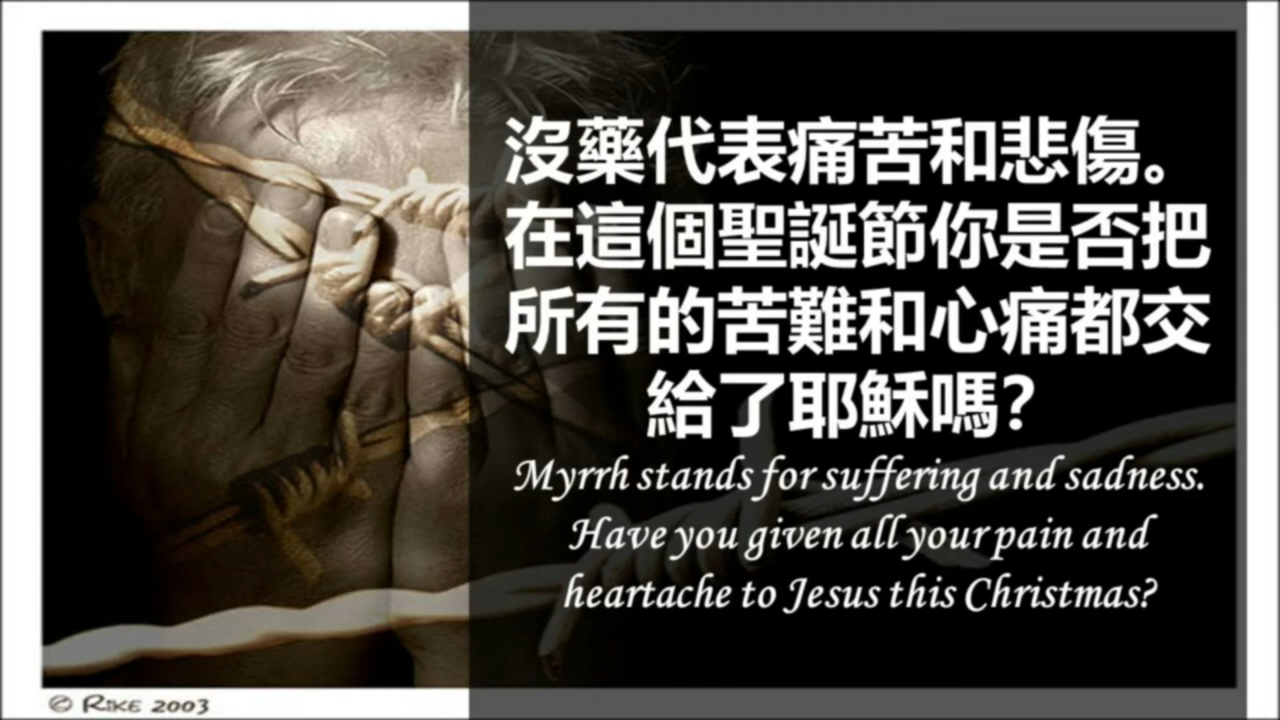 沒藥代表痛苦和悲傷。
在這個聖誕節你是否把
所有的苦難和心痛都交
給了耶穌嗎？
Myrrh stands for suffering and sadness.
Have you given all your pain and
heartache to Jesus this Christmas?
© RIKE 2003